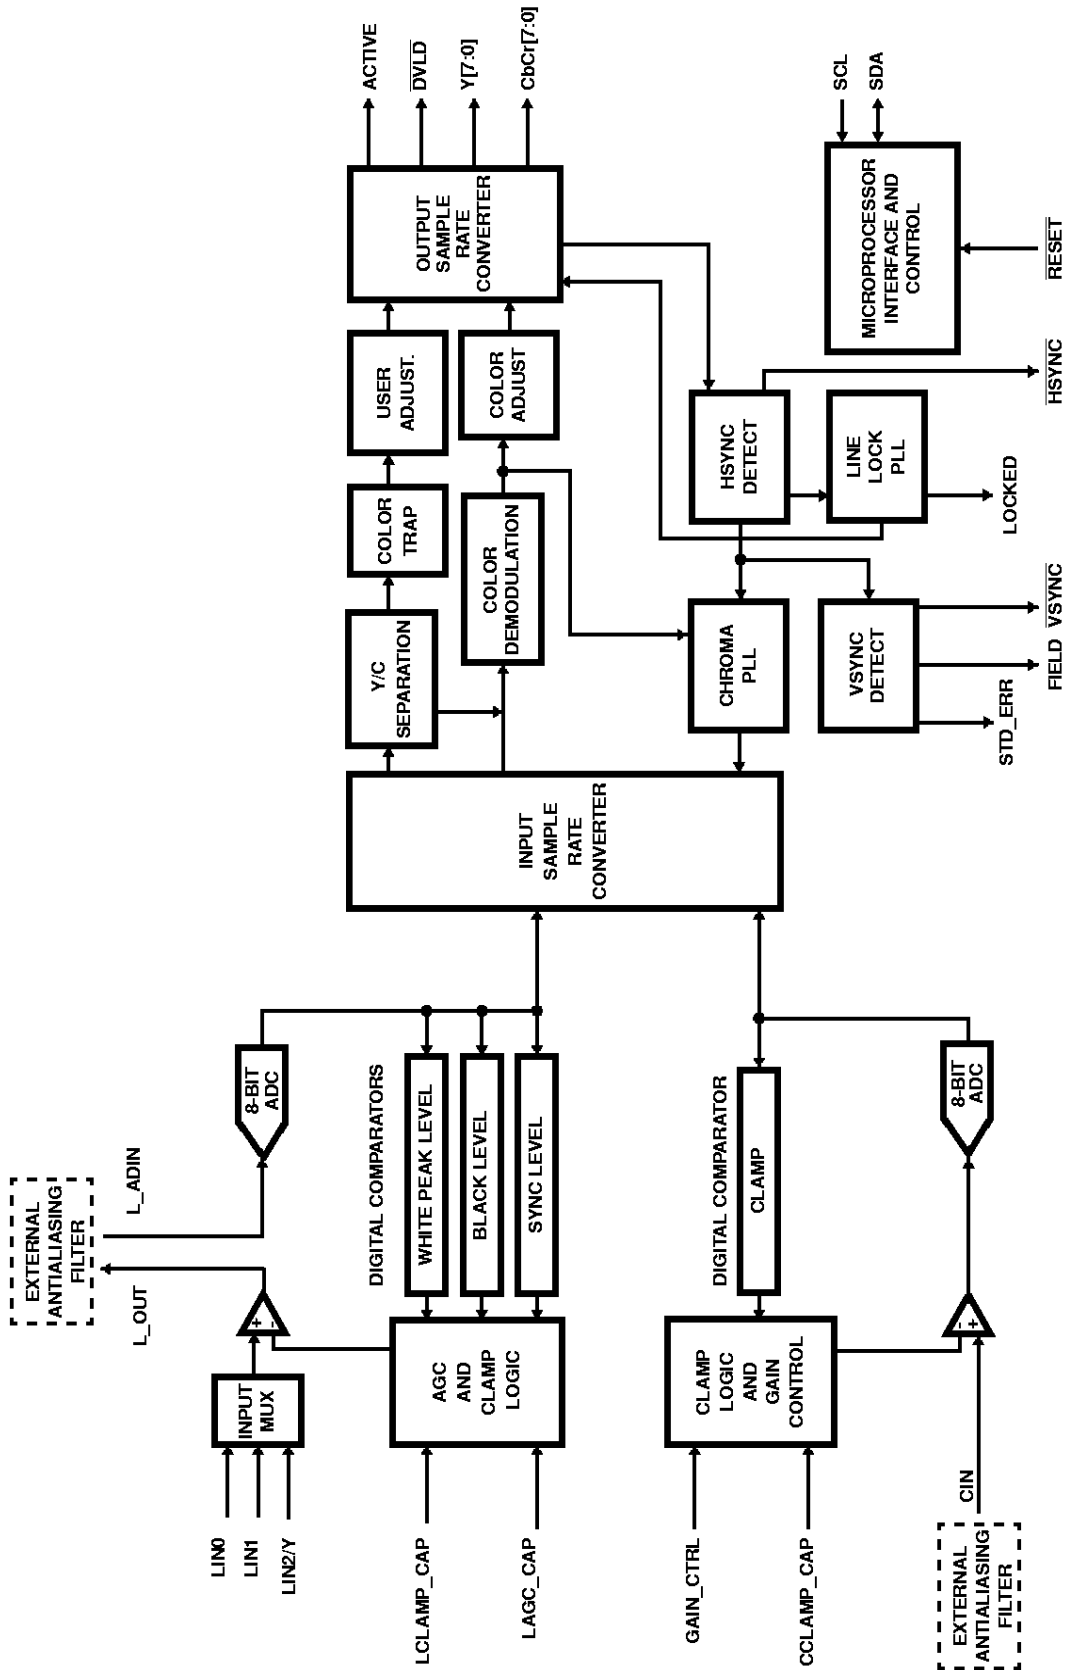 EXTERNAL
ANTIALIASING
FILTER
L_OUT
L_ADIN
LIN0
LIN1
LIN2/Y
INPUT
MUX
+
-
8-BIT
ADC
LCLAMP_CAP
LAGC_CAP
AGC
AND
CLAMP
LOGIC
DIGITAL COMPARATORS
WHITE PEAK LEVEL
BLACK LEVEL
SYNC LEVEL
GAIN_CTRL
CCLAMP_CAP
CLAMP
LOGIC
AND
GAIN
CONTROL
DIGITAL COMPARATOR
CLAMP
EXTERNAL
ANTIALIASING
FILTER
CIN
-
+
8-BIT
ADC
INPUT
SAMPLE
RATE
CONVERTER
Y/C
SEPARATION
COLOR
TRAP
USER
ADJUST.
COLOR
DEMODULATION
COLOR
ADJUST
OUTPUT
SAMPLE
RATE
CONVERTER
ACTIVE
DVLD
Y[7:0]
CbCr[7:0]
CHROMA
PLL
HSYNC
DETECT
VSYNC
DETECT
LINE
LOCK
PLL
STD_ERR
FIELD
VSYNC
LOCKED
HSYNC
MICROPROCESSOR
INTERFACE AND
CONTROL
SCL
SDA
RESET